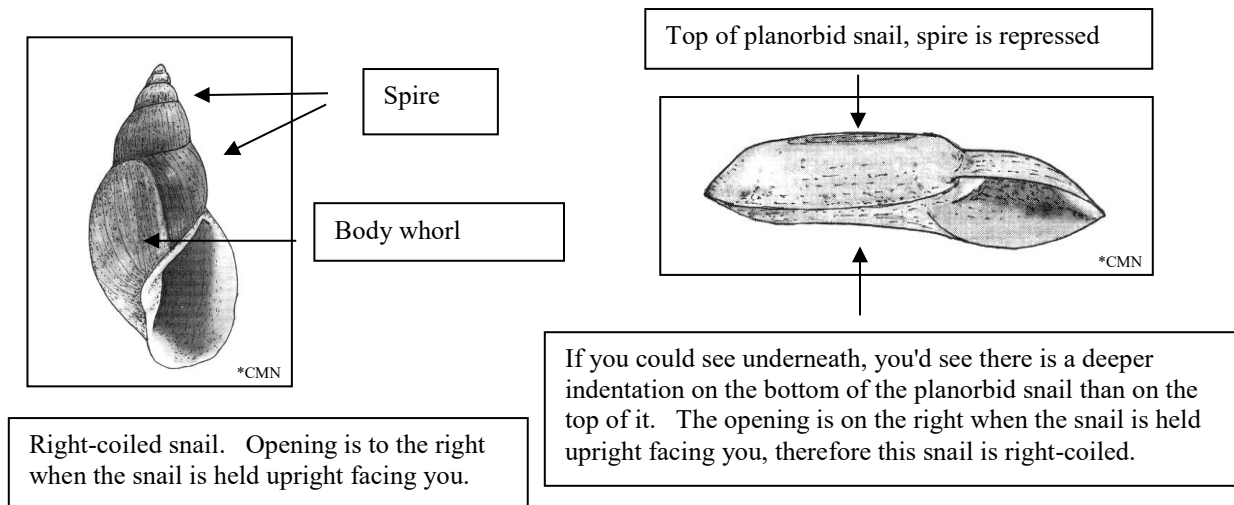 Top of planorbid snail, spire is repressed
Spire
Body whorl
*CMN
*CMN
Right-coiled snail. Opening is to the right
when the snail is held upright facing you.
If you could see underneath, you'd see there is a deeper
indentation on the bottom of the planorbid snail than on the
top of it. The opening is on the right when the snail is held
upright facing you, therefore this snail is right-coiled.